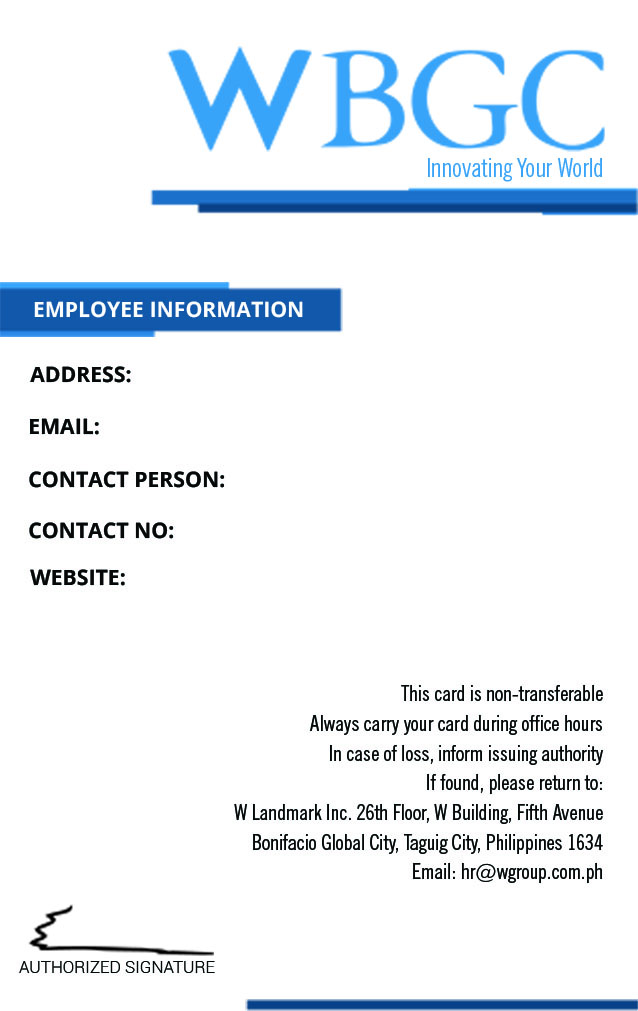 WBGC
Innovating Your World
EMPLOYEE INFORMATION
ADDRESS:
EMAIL:
CONTACT PERSON:
CONTACT NO:
WEBSITE:
This card is non-transferable
Always carry your card during office hours
In case of loss, inform issuing authority
If found, please return to:
W Landmark Inc. 26th Floor, W Building, Fifth Avenue
Bonifacio Global City, Taguig City, Philippines 1634
Email: hr@wgroup.com.ph
AUTHORIZED SIGNATURE